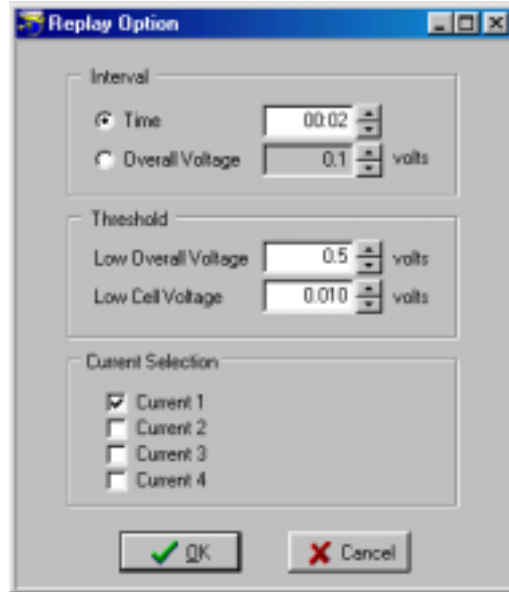 Replay Option
Interval
Time 00:02
Overall Voltage 0.1 volts
Threshold
Low Overall Voltage 0.5 volts
Low Cell Voltage 0.010 volts
Current Selection
Current 1
Current 2
Current 3
Current 4
OK Cancel